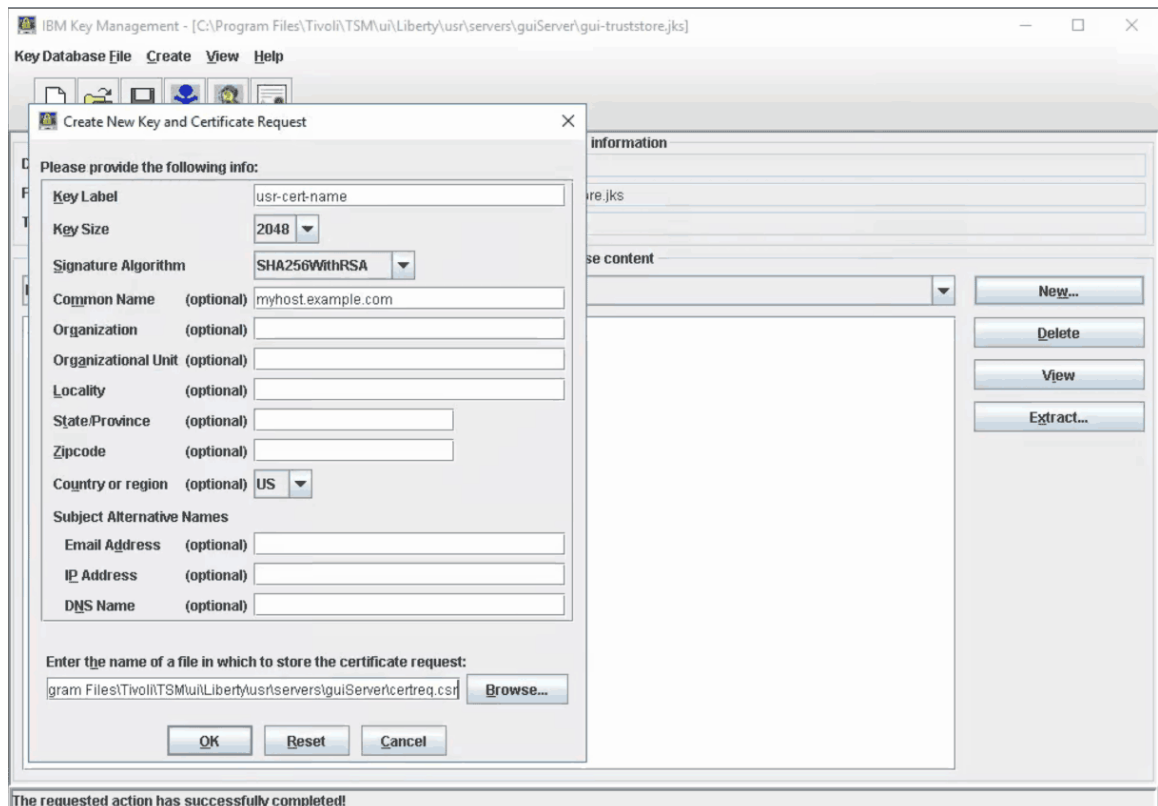 IBM Key Management - [C:\Program Files\Tivoli\TSM\ui\Liberty\usr\servers\guiServer\gui-truststore.jks]
Key Database File Create View Help
Create New Key and Certificate Request
information
Please provide the following info:
Key Label usr-cert-name
re.jks
Key Size 2048
Signature Algorithm SHA256WithRSA
se content
Common Name (optional) myhost.example.com
New...
Organization (optional)
Delete
Organizational Unit (optional)
View
Locality (optional)
Extract...
State/Province (optional)
Zipcode (optional)
Country or region (optional) US
Subject Alternative Names
Email Address (optional)
IP Address (optional)
DNS Name (optional)
Enter the name of a file in which to store the certificate request:
gram Files\Tivoli\TSM\ui\Liberty\usr\servers\guiServer\certreq.csr Browse...
OK Reset Cancel
The requested action has successfully completed!